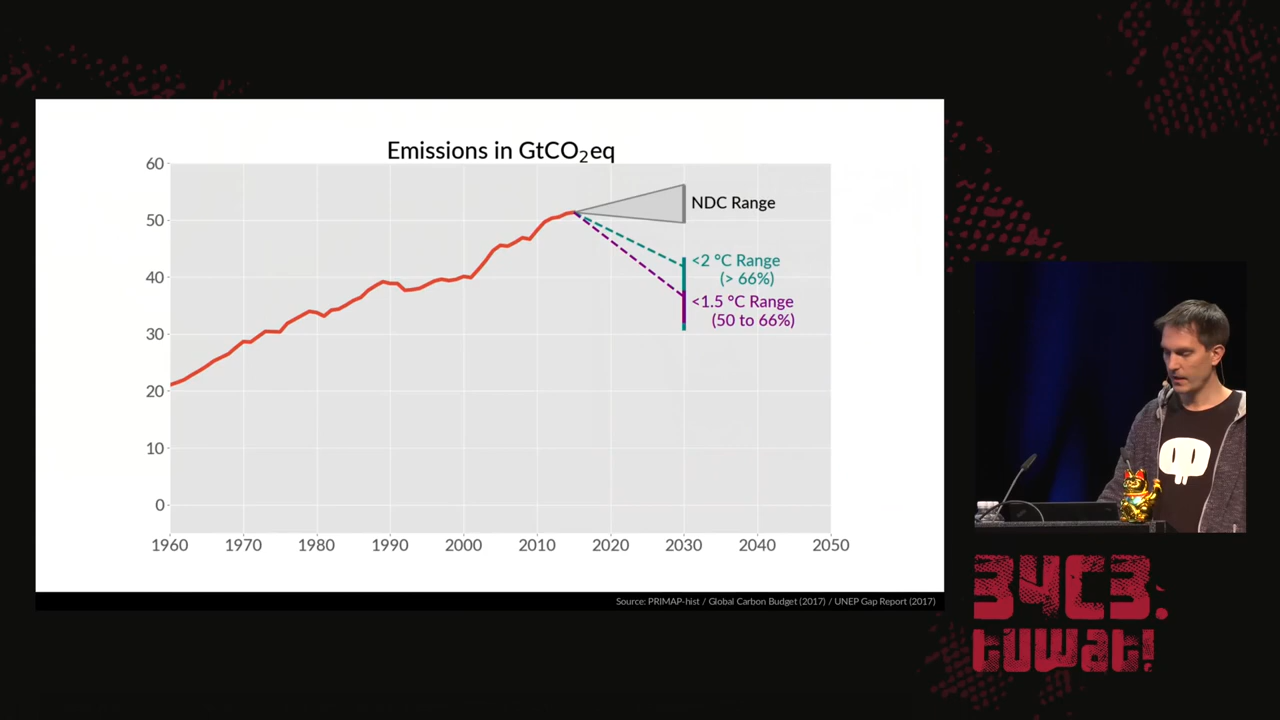 Emissions in GtCO₂eq
60
50
40
30
20
10
0
1960 1970 1980 1990 2000 2010 2020 2030 2040 2050
NDC Range
<2 °C Range
(> 66%)
<1.5 °C Range
(50 to 66%)
Source: PRIMAP-hist / Global Carbon Budget (2017) / UNEP Gap Report (2017)
34C3.
tuwat!